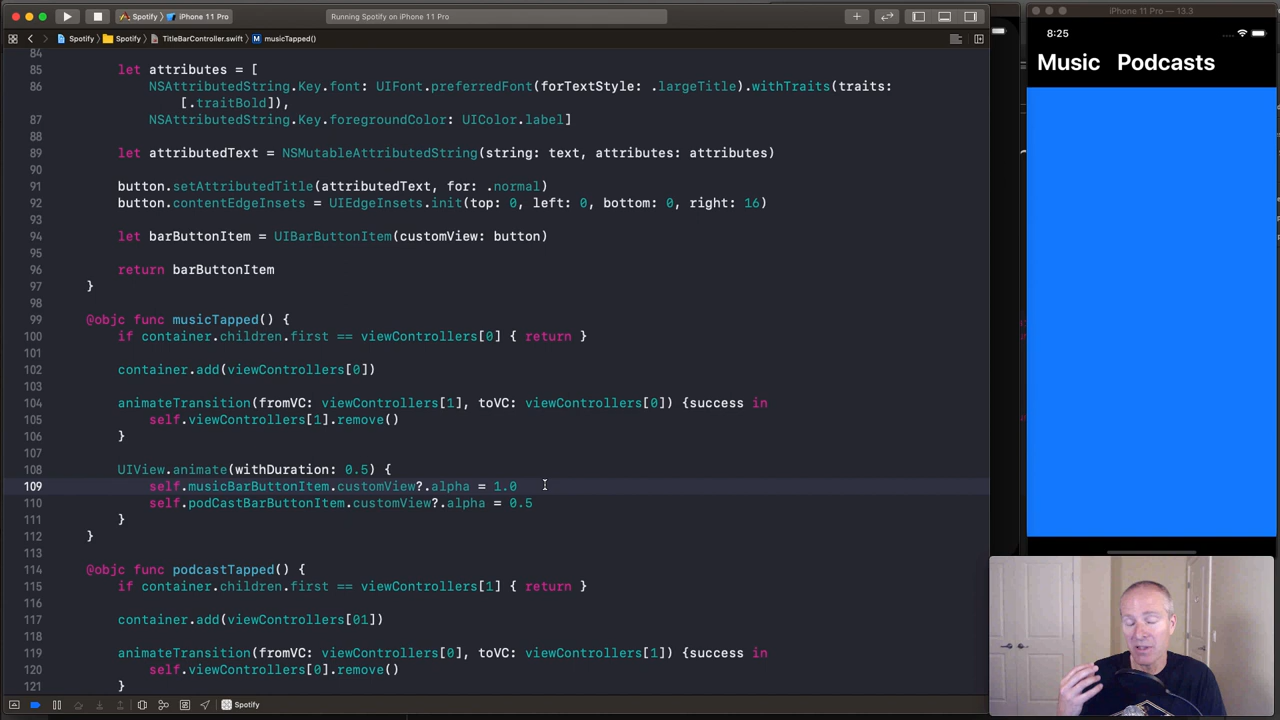 Spotify
iPhone 11 Pro
Running Spotify on iPhone 11 Pro
iPhone 11 Pro — 13.3
Spotify
Spotify
TitleBarController.swift
musicTapped()
8:25
Music Podcasts
84
85 let attributes = [
86 NSAttributedString.Key.font: UIFont.preferredFont(forTextStyle: .largeTitle).withTraits(traits:
[.traitBold]),
87 NSAttributedString.Key.foregroundColor: UIColor.label]
88
89 let attributedText = NSMutableAttributedString(string: text, attributes: attributes)
90
91 button.setAttributedTitle(attributedText, for: .normal)
92 button.contentEdgeInsets = UIEdgeInsets.init(top: 0, left: 0, bottom: 0, right: 16)
93
94 let barButtonItem = UIBarButtonItem(customView: button)
95
96 return barButtonItem
97 }
98
99 @objc func musicTapped() {
100 if container.children.first == viewControllers[0] { return }
101
102 container.add(viewControllers[0])
103
104 animateTransition(fromVC: viewControllers[1], toVC: viewControllers[0]) {success in
105 self.viewControllers[1].remove()
106 }
107
108 UIView.animate(withDuration: 0.5) {
109 self.musicBarButtonItem.customView?.alpha = 1.0
110 self.podCastBarButtonItem.customView?.alpha = 0.5
111 }
112 }
113
114 @objc func podcastTapped() {
115 if container.children.first == viewControllers[1] { return }
116
117 container.add(viewControllers[01])
118
119 animateTransition(fromVC: viewControllers[0], toVC: viewControllers[1]) {success in
120 self.viewControllers[0].remove()
121 }
Spotify